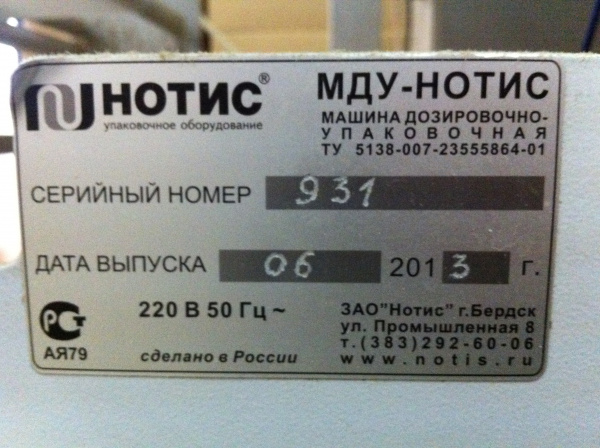 НОТИС®
упаковочное оборудование
МДУ-НОТИС
МАШИНА ДОЗИРОВОЧНО-
УПАКОВОЧНАЯ
ТУ 5138-007-23555864-01
СЕРИЙНЫЙ НОМЕР 931
ДАТА ВЫПУСКА 06 2013 г.
РСТ
АЯ79
220 В 50 Гц ~
сделано в России
ЗАО"Нотис" г.Бердск
ул. Промышленная 8
т.(383)292-60-06
www.notis.ru